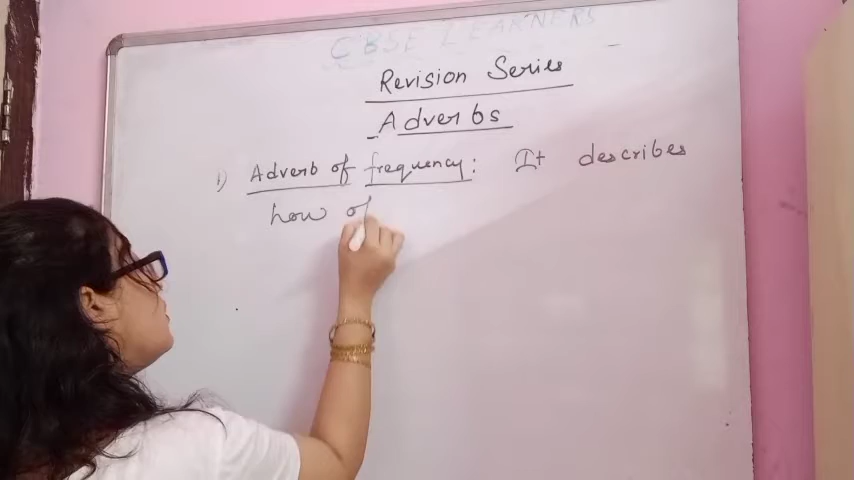 CBSE LEARNERS
Revision Series
Adverbs
1) Adverb of frequency: It describes
how of